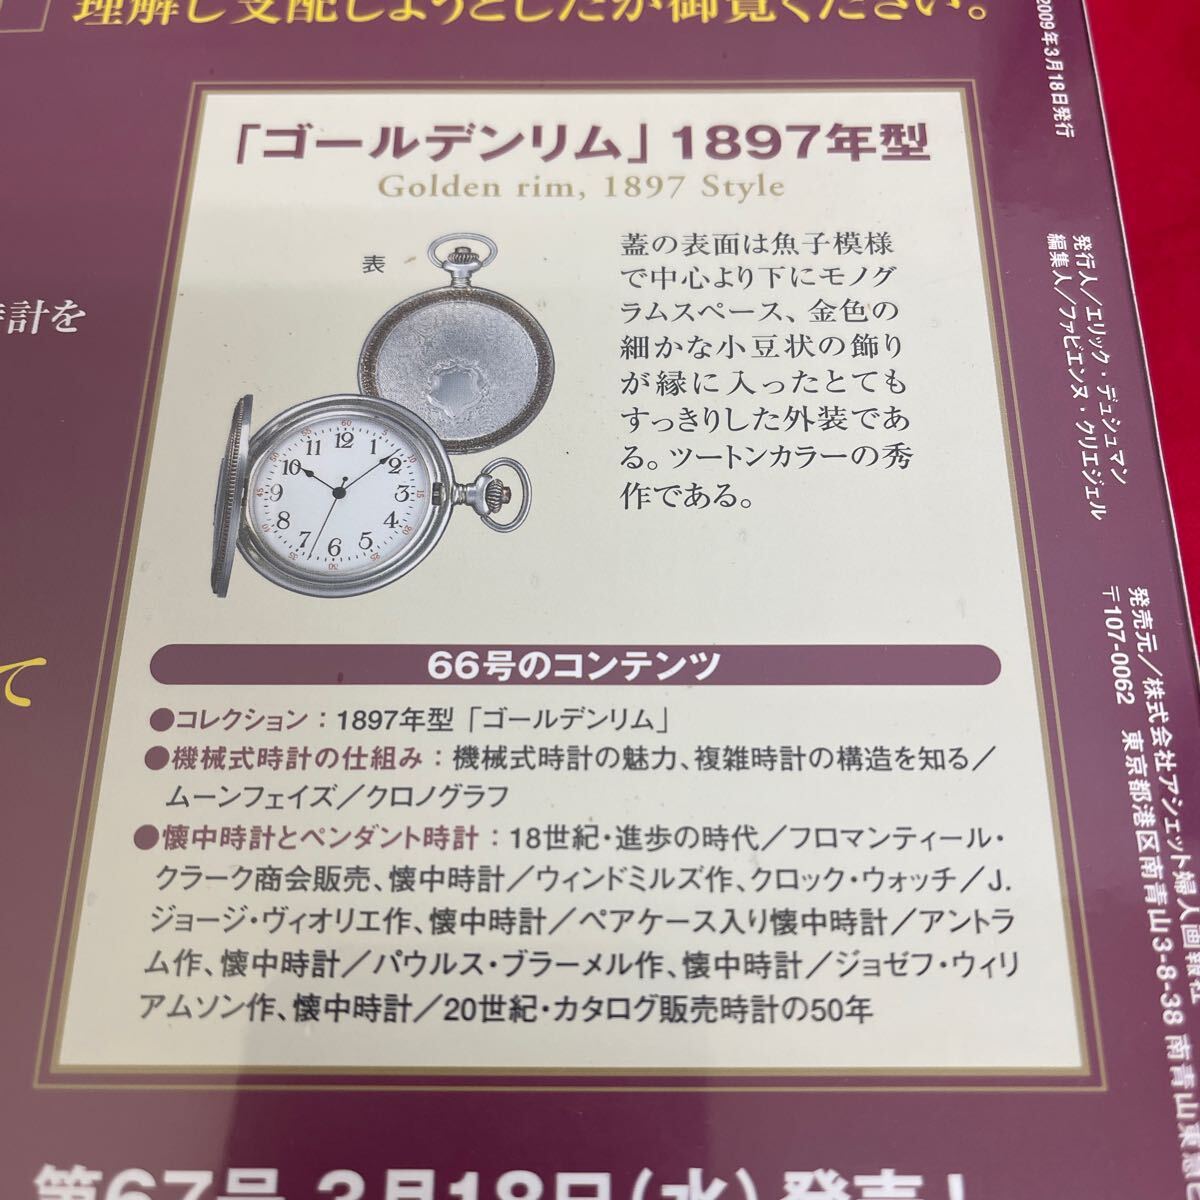 理解し支配しようとしたか御覧ください。
「ゴールデンリム」1897年型
Golden rim, 1897 Style
表
蓋の表面は魚子模様
で中心より下にモノグ
ラムスペース、金色の
細かな小豆状の飾り
が縁に入ったとても
すっきりした外装であ
る。ツートンカラーの秀
作である。
時計を
て
66号のコンテンツ
●コレクション：1897年型「ゴールデンリム」
●機械式時計の仕組み：機械式時計の魅力、複雑時計の構造を知る／
ムーンフェイズ／クロノグラフ
●懐中時計とペンダント時計：18世紀・進歩の時代／フロマンティール・
クラーク商会販売、懐中時計／ウィンドミルズ作、クロック・ウォッチ／J.
ジョージ・ヴィオリエ作、懐中時計／ペアケース入り懐中時計／アントラ
ム作、懐中時計／パウルス・ブラーメル作、懐中時計／ジョゼフ・ウィリ
アムソン作、懐中時計／20世紀・カタログ販売時計の50年
第67号 3月18日（水）発売！
2009年3月18日発行
発行人／エリック・デュシュマン
編集人／ファビエンヌ・クリエジェル
発売元／株式会社アシェット婦人画報社
〒107-0062 東京都港区南青山3-8-38 南青山東急